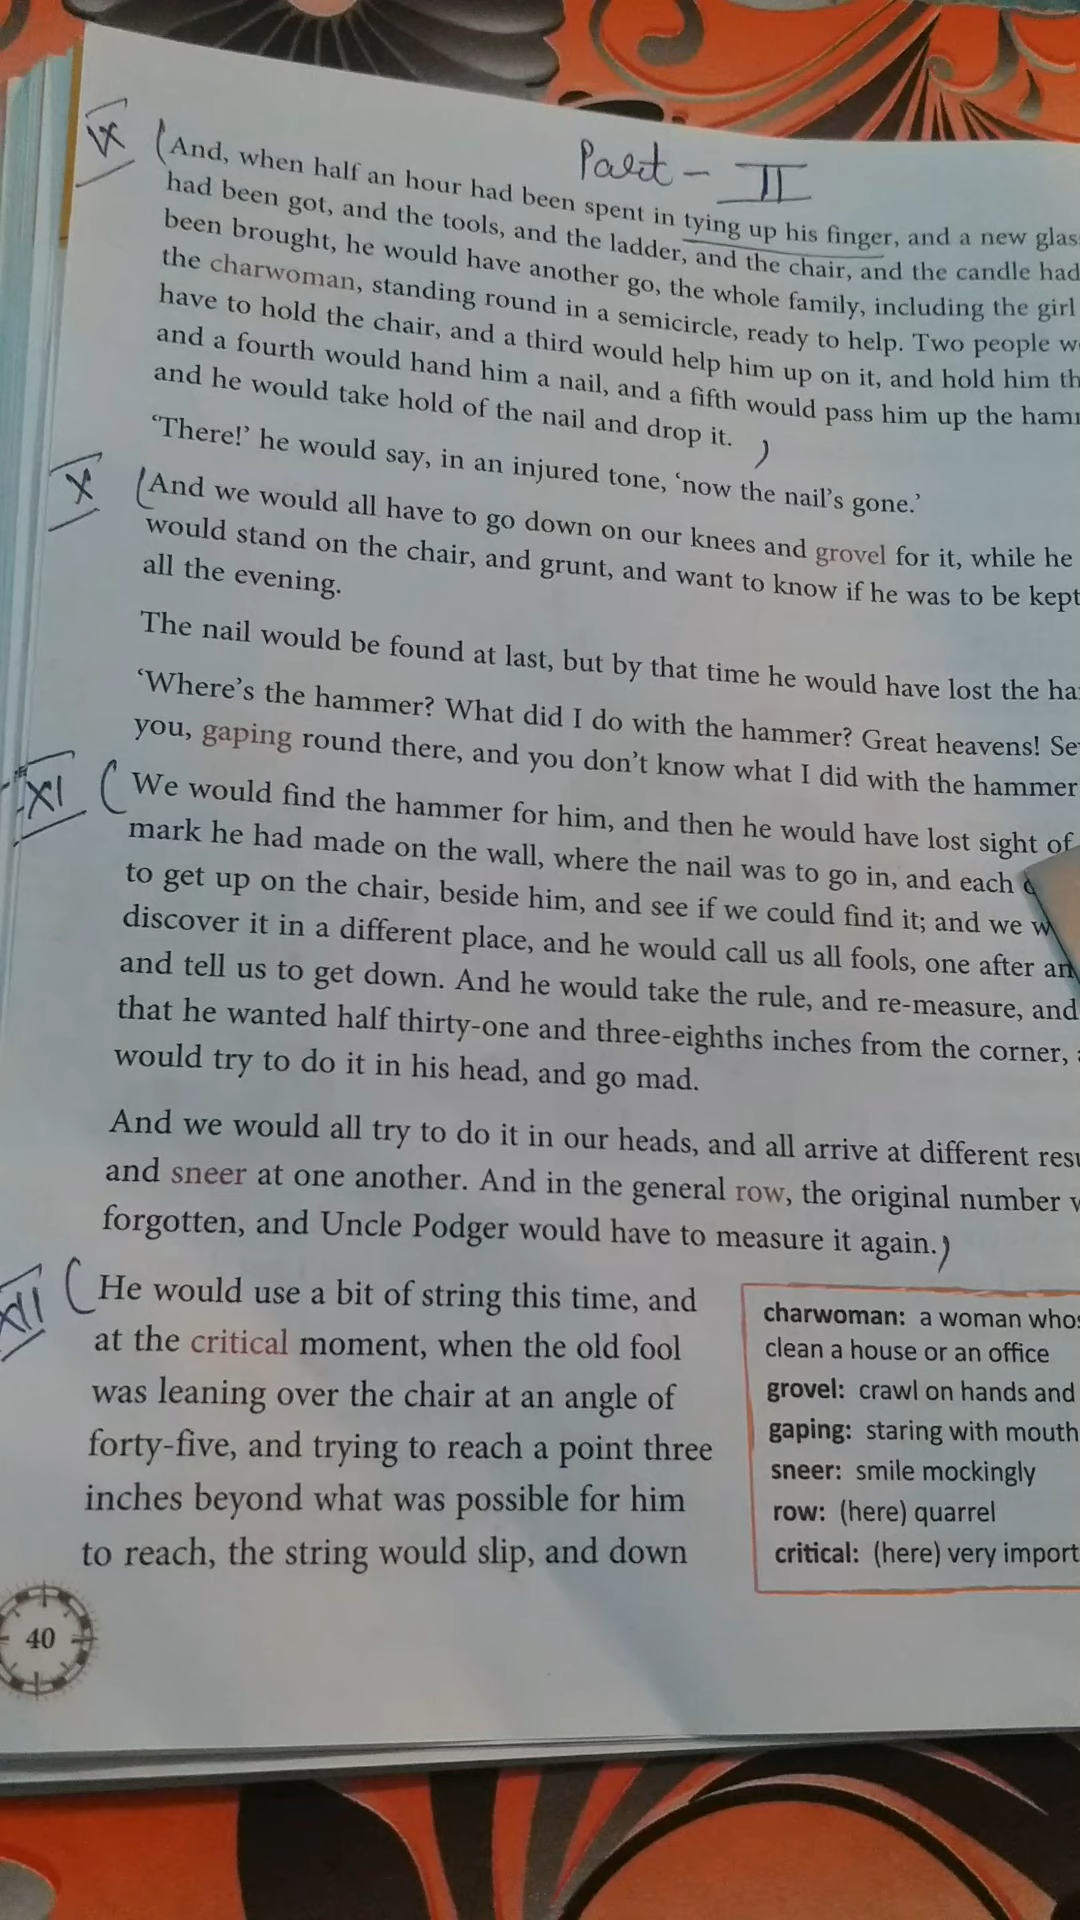 Part - II
IX (And, when half an hour had been spent in tying up his finger, and a new glas
had been got, and the tools, and the ladder, and the chair, and the candle had
been brought, he would have another go, the whole family, including the girl
the charwoman, standing round in a semicircle, ready to help. Two people w
have to hold the chair, and a third would help him up on it, and hold him th
and a fourth would hand him a nail, and a fifth would pass him up the ham
and he would take hold of the nail and drop it. )
‘There!’ he would say, in an injured tone, ‘now the nail’s gone.’
X (And we would all have to go down on our knees and grovel for it, while he
would stand on the chair, and grunt, and want to know if he was to be kept
all the evening.
The nail would be found at last, but by that time he would have lost the ha
‘Where’s the hammer? What did I do with the hammer? Great heavens! Se
you, gaping round there, and you don’t know what I did with the hammer
XI (We would find the hammer for him, and then he would have lost sight of
mark he had made on the wall, where the nail was to go in, and each
to get up on the chair, beside him, and see if we could find it; and we w
discover it in a different place, and he would call us all fools, one after an
and tell us to get down. And he would take the rule, and re-measure, and
that he wanted half thirty-one and three-eighths inches from the corner,
would try to do it in his head, and go mad.
And we would all try to do it in our heads, and all arrive at different resu
and sneer at one another. And in the general row, the original number
forgotten, and Uncle Podger would have to measure it again.)
XII (He would use a bit of string this time, and
at the critical moment, when the old fool
was leaning over the chair at an angle of
forty-five, and trying to reach a point three
inches beyond what was possible for him
to reach, the string would slip, and down
charwoman: a woman whos
clean a house or an office
grovel: crawl on hands and
gaping: staring with mouth
sneer: smile mockingly
row: (here) quarrel
critical: (here) very import
40